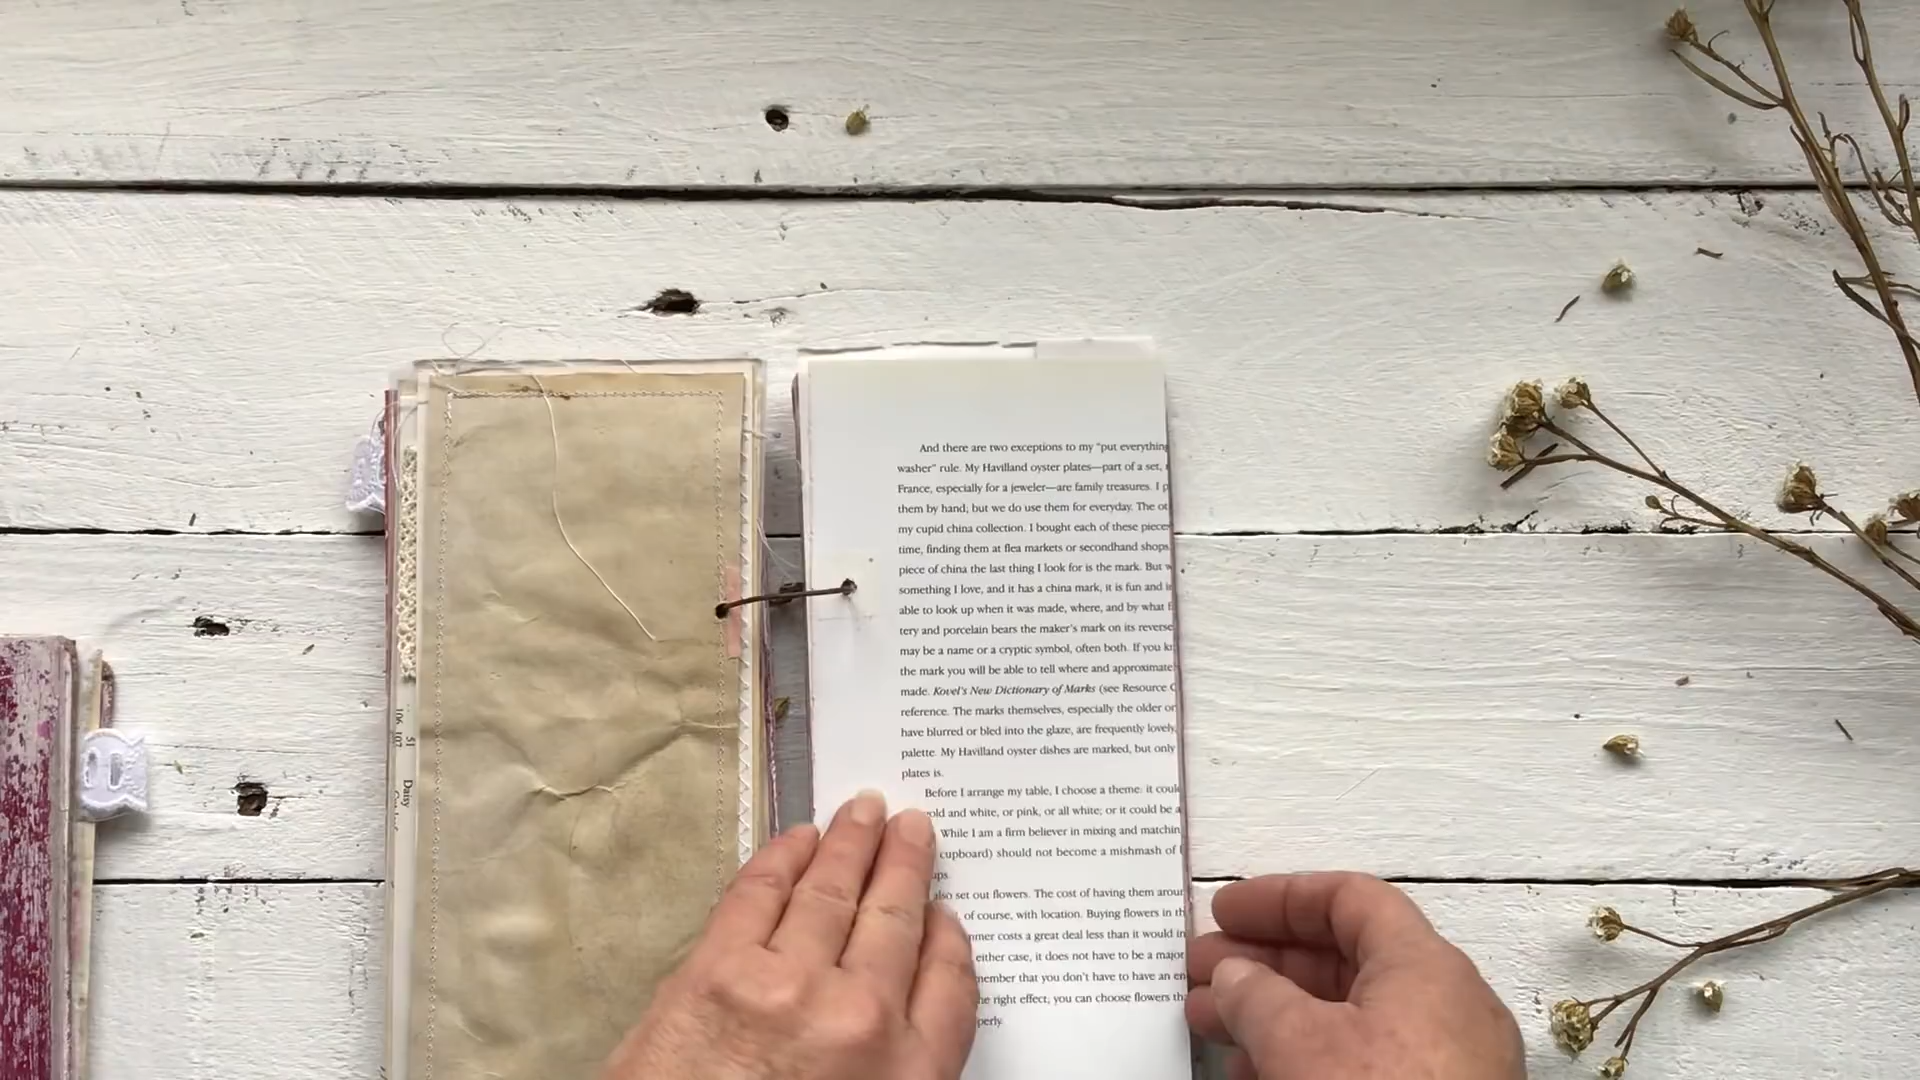 And there are two exceptions to my "put everything
washer" rule. My Havilland oyster plates—part of a set,
France, especially for a jeweler—are family treasures. I p
them by hand; but we do use them for everyday. The ot
my cupid china collection. I bought each of these pieces
time, finding them at flea markets or secondhand shops.
piece of china the last thing I look for is the mark. But w
something I love, and it has a china mark, it is fun and i
able to look up when it was made, where, and by what
tery and porcelain bears the maker's mark on its reverse
may be a name or a cryptic symbol, often both. If you k
the mark you will be able to tell where and approximate
made. Kovel's New Dictionary of Marks (see Resource
reference. The marks themselves, especially the older or
have blurred or bled into the glaze, are frequently lovely,
palette. My Havilland oyster dishes are marked, but only
plates is.
Before I arrange my table, I choose a theme: it coul
old and white, or pink, or all white; or it could be a
While I am a firm believer in mixing and matchin
cupboard) should not become a mishmash of
ups.
also set out flowers. The cost of having them aroun
, of course, with location. Buying flowers in th
mmer costs a great deal less than it would in
either case, it does not have to be a major
member that you don't have to have an en
he right effect; you can choose flowers th
perly.
51
106, 107
Daisy